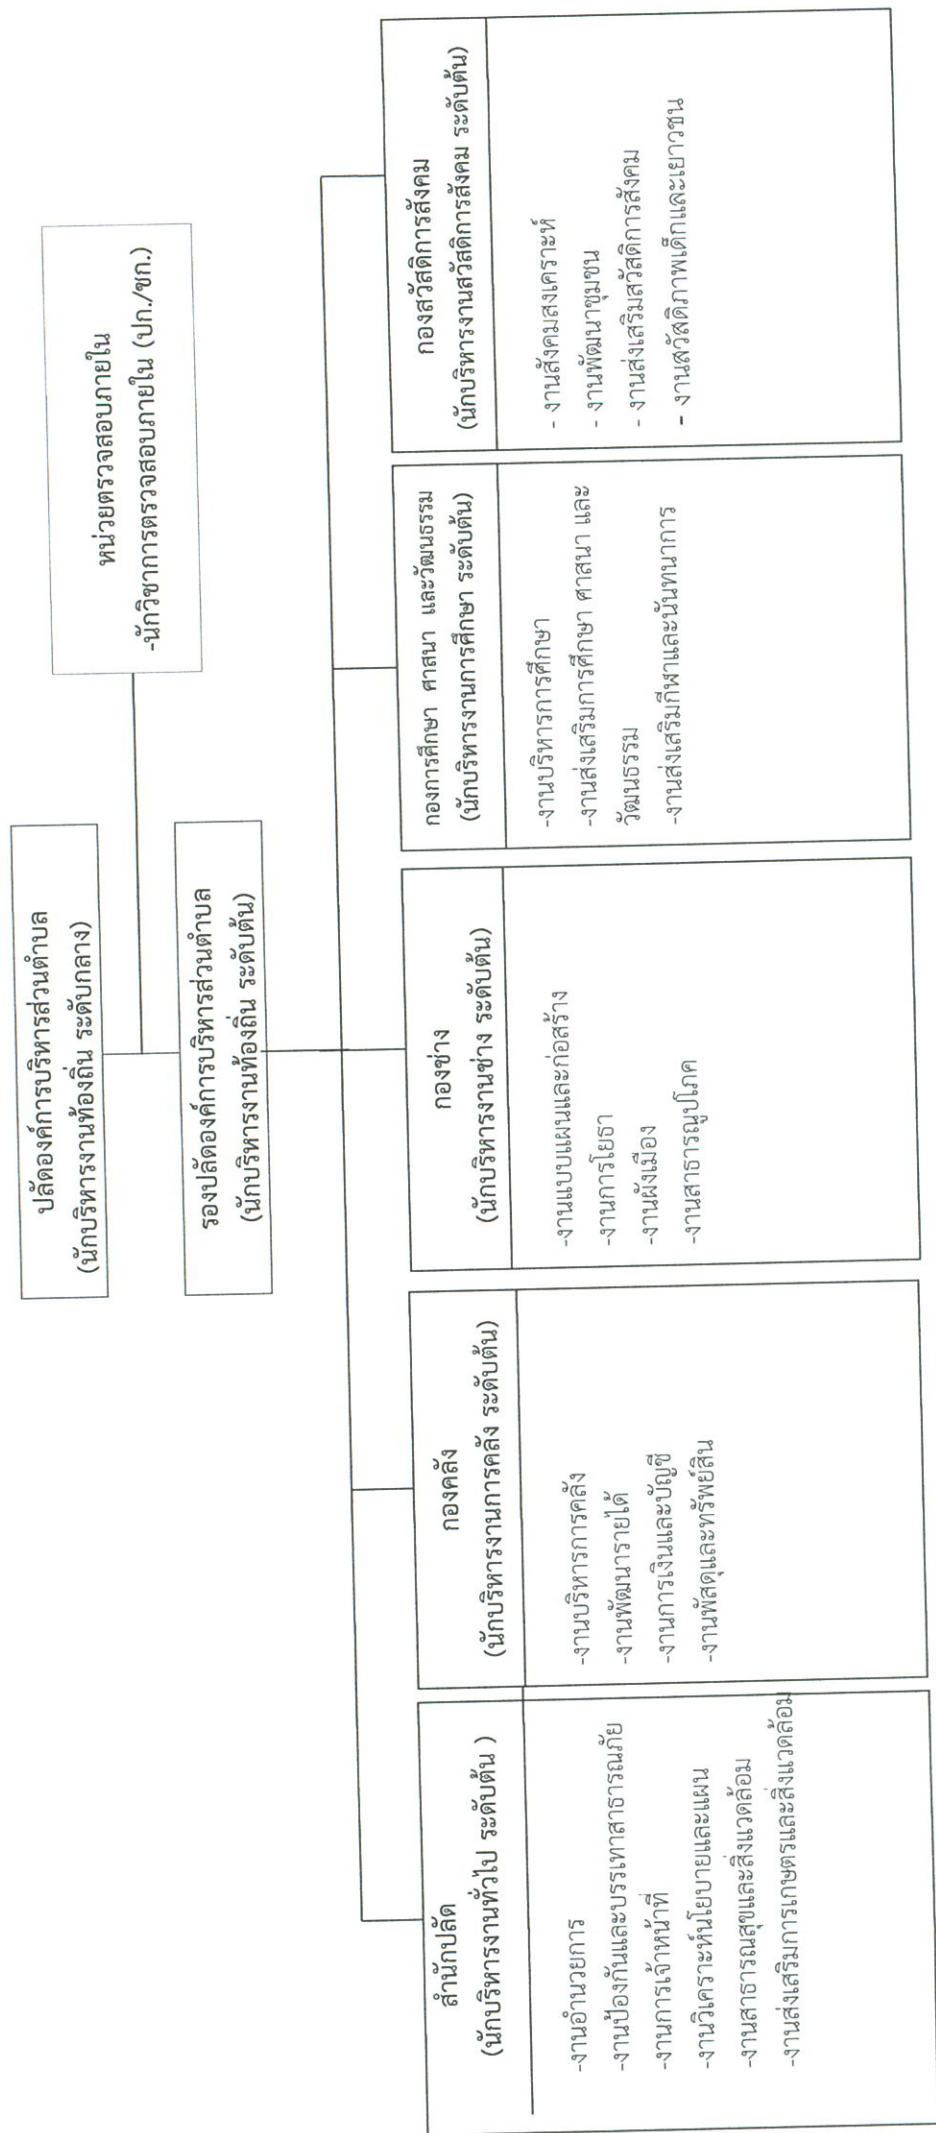 ปลัดองค์การบริหารส่วนตำบล
(นักบริหารงานท้องถิ่น ระดับกลาง)
หน่วยตรวจสอบภายใน
-นักวิชาการตรวจสอบภายใน (ปก./ชก.)
รองปลัดองค์การบริหารส่วนตำบล
(นักบริหารงานท้องถิ่น ระดับต้น)
สำนักปลัด
(นักบริหารงานทั่วไป ระดับต้น )
-งานอำนวยการ
-งานป้องกันและบรรเทาสาธารณภัย
-งานการเจ้าหน้าที่
-งานวิเคราะห์นโยบายและแผน
-งานสาธารณสุขและสิ่งแวดล้อม
-งานส่งเสริมการเกษตรและสิ่งแวดล้อม
กองคลัง
(นักบริหารงานการคลัง ระดับต้น)
-งานบริหารการคลัง
-งานพัฒนารายได้
-งานการเงินและบัญชี
-งานพัสดุและทรัพย์สิน
กองช่าง
(นักบริหารงานช่าง ระดับต้น)
-งานแบบแผนและก่อสร้าง
-งานการโยธา
-งานผังเมือง
-งานสาธารณูปโภค
กองการศึกษา ศาสนา และวัฒนธรรม
(นักบริหารงานการศึกษา ระดับต้น)
-งานบริหารการศึกษา
-งานส่งเสริมการศึกษา ศาสนา และ
วัฒนธรรม
-งานส่งเสริมกีฬาและนันทนาการ
กองสวัสดิการสังคม
(นักบริหารงานสวัสดิการสังคม ระดับต้น)
- งานสังคมสงเคราะห์
- งานพัฒนาชุมชน
- งานส่งเสริมสวัสดิการสังคม
- งานสวัสดิภาพเด็กและเยาวชน